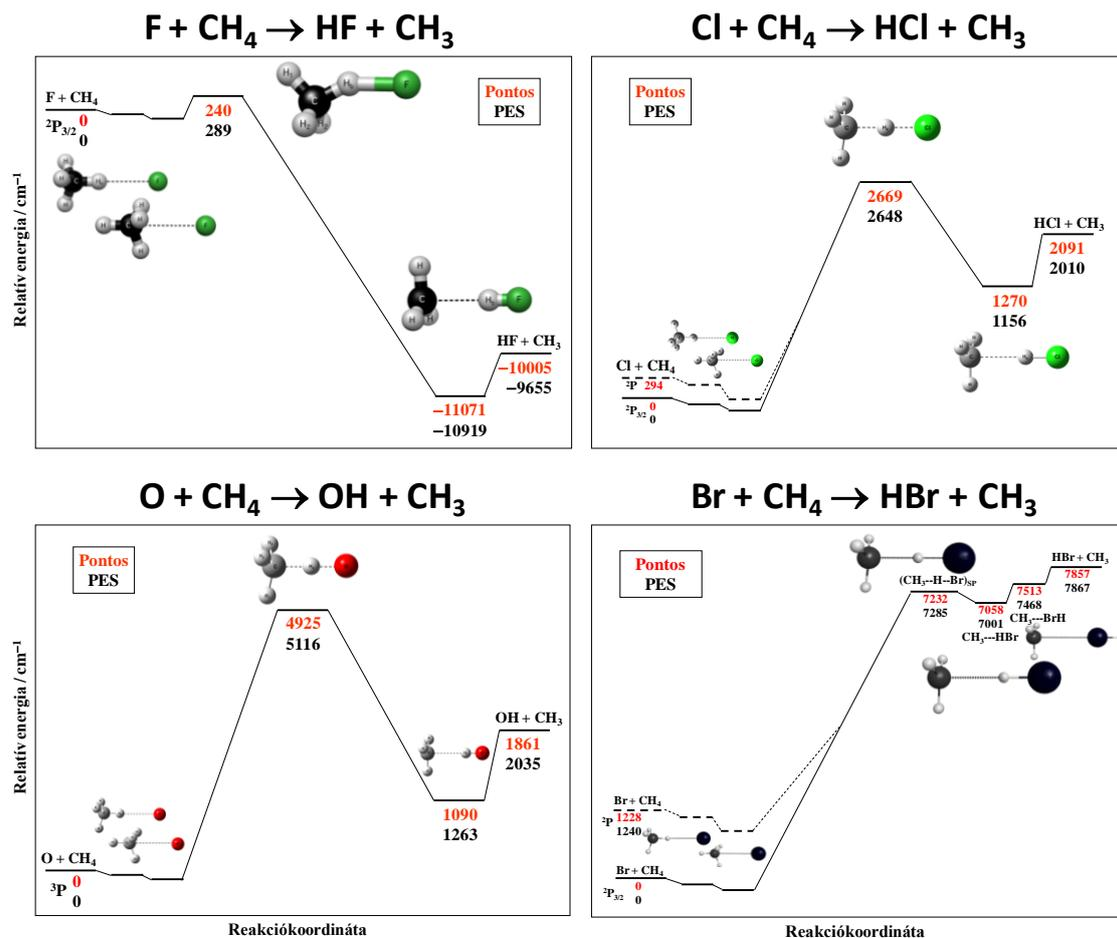 F + CH₄ → HF + CH₃
Relatív energia / cm⁻¹
F + CH₄
²P₃/₂ 0
0
240
289
Pontos
PES
HF + CH₃
−10005
−9655
−11071
−10919
Cl + CH₄ → HCl + CH₃
Pontos
PES
2669
2648
HCl + CH₃
2091
2010
1270
1156
Cl + CH₄
²P 294
²P₃/₂ 0
0
O + CH₄ → OH + CH₃
Relatív energia / cm⁻¹
Pontos
PES
4925
5116
OH + CH₃
1861
2035
1090
1263
O + CH₄
³P 0
0
Reakciókoordináta
Br + CH₄ → HBr + CH₃
Pontos
PES
(CH₃--H--Br)SP
7232
7285
7058
7001
CH₃---HBr
7513
7468
CH₃---BrH
HBr + CH₃
7857
7867
Br + CH₄
²P 1228
1240
Br + CH₄
²P₃/₂ 0
0
Reakciókoordináta